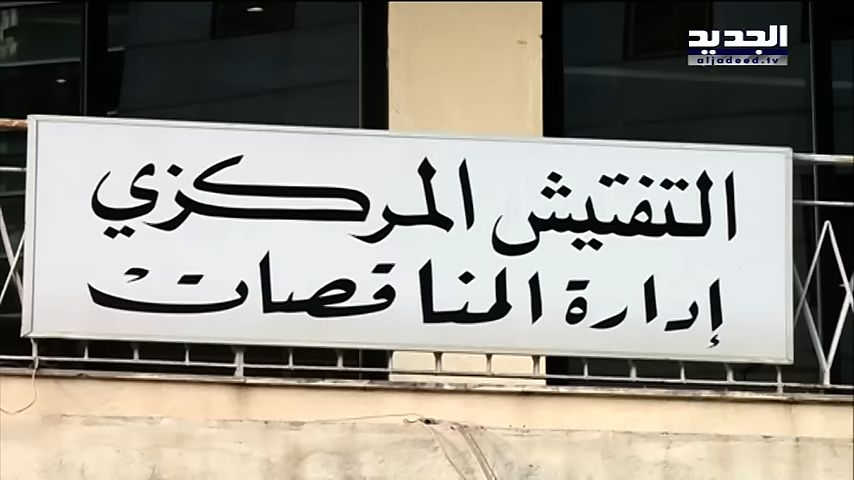 الجديد
aljadeed.tv
التفتيش المركزي
إدارة المناقصات